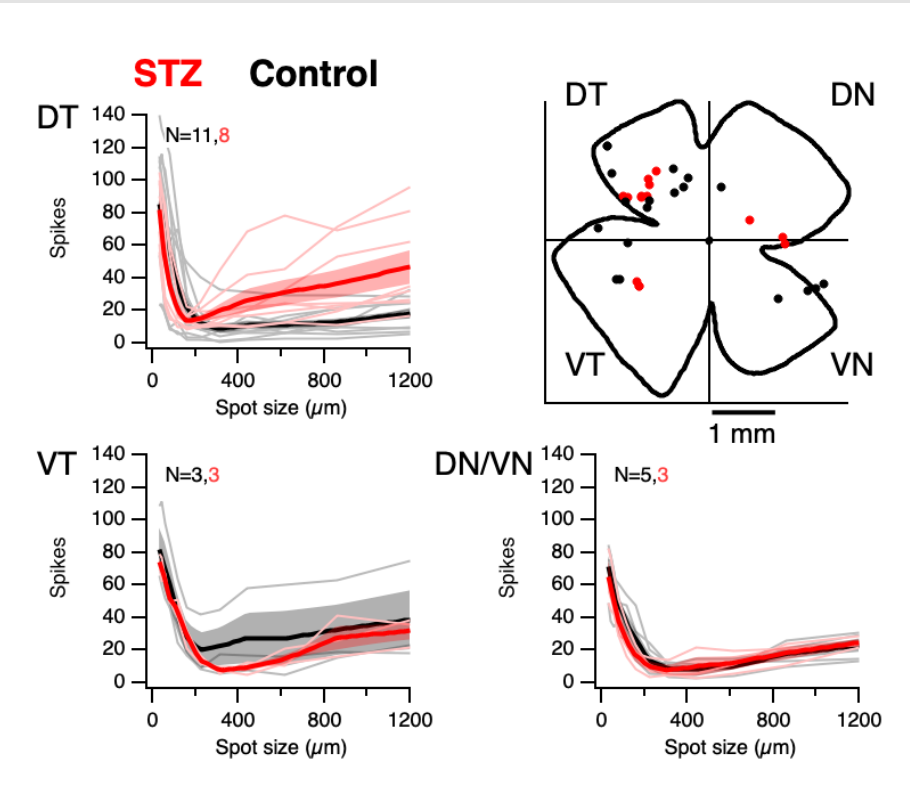 STZ Control
DT
N=11,8
Spikes
140
120
100
80
60
40
20
0
0 400 800 1200
Spot size (µm)
DT DN
VT VN
1 mm
VT
N=3,3
Spikes
140
120
100
80
60
40
20
0
0 400 800 1200
Spot size (µm)
DN/VN
N=5,3
Spikes
140
120
100
80
60
40
20
0
0 400 800 1200
Spot size (µm)